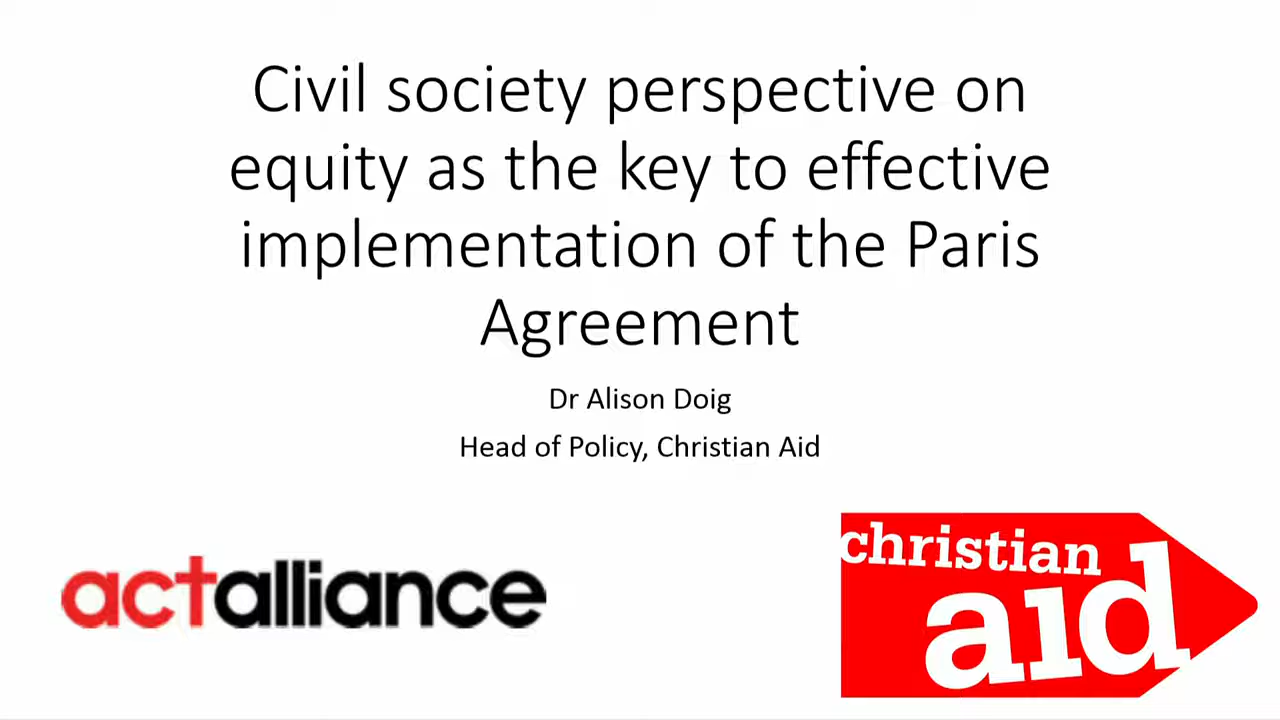 Civil society perspective on
equity as the key to effective
implementation of the Paris
Agreement
Dr Alison Doig
Head of Policy, Christian Aid
actalliance
christian
aid